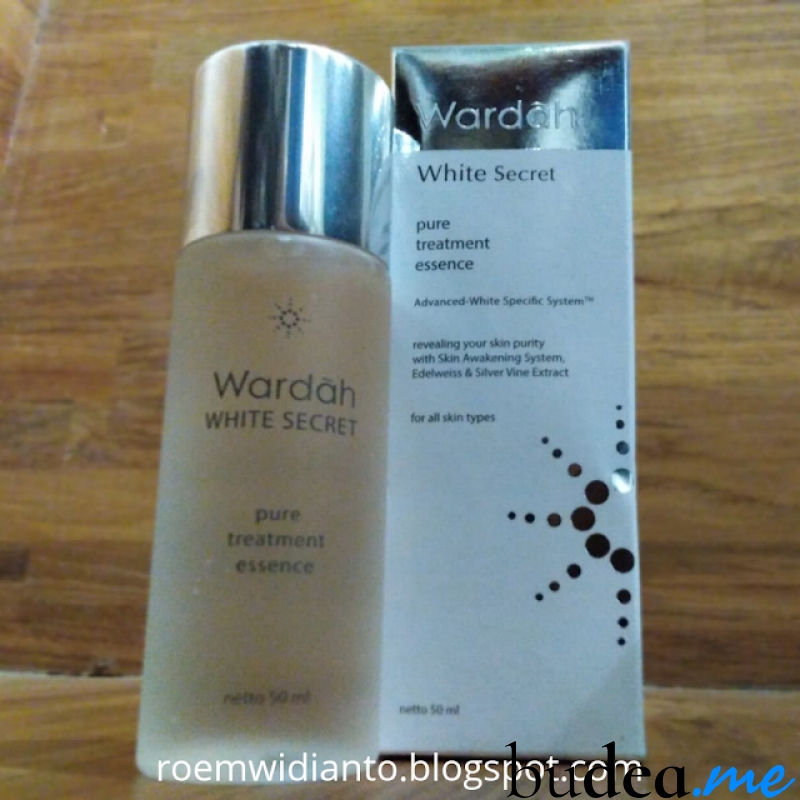 Wardāh
WHITE SECRET
pure
treatment
essence
netto 50 ml
Wardāh
White Secret
pure
treatment
essence
Advanced-White Specific System™
revealing your skin purity
with Skin Awakening System,
Edelweiss & Silver Vine Extract
for all skin types
netto 50 ml
roemwidianto.blogspot.com
budea.me